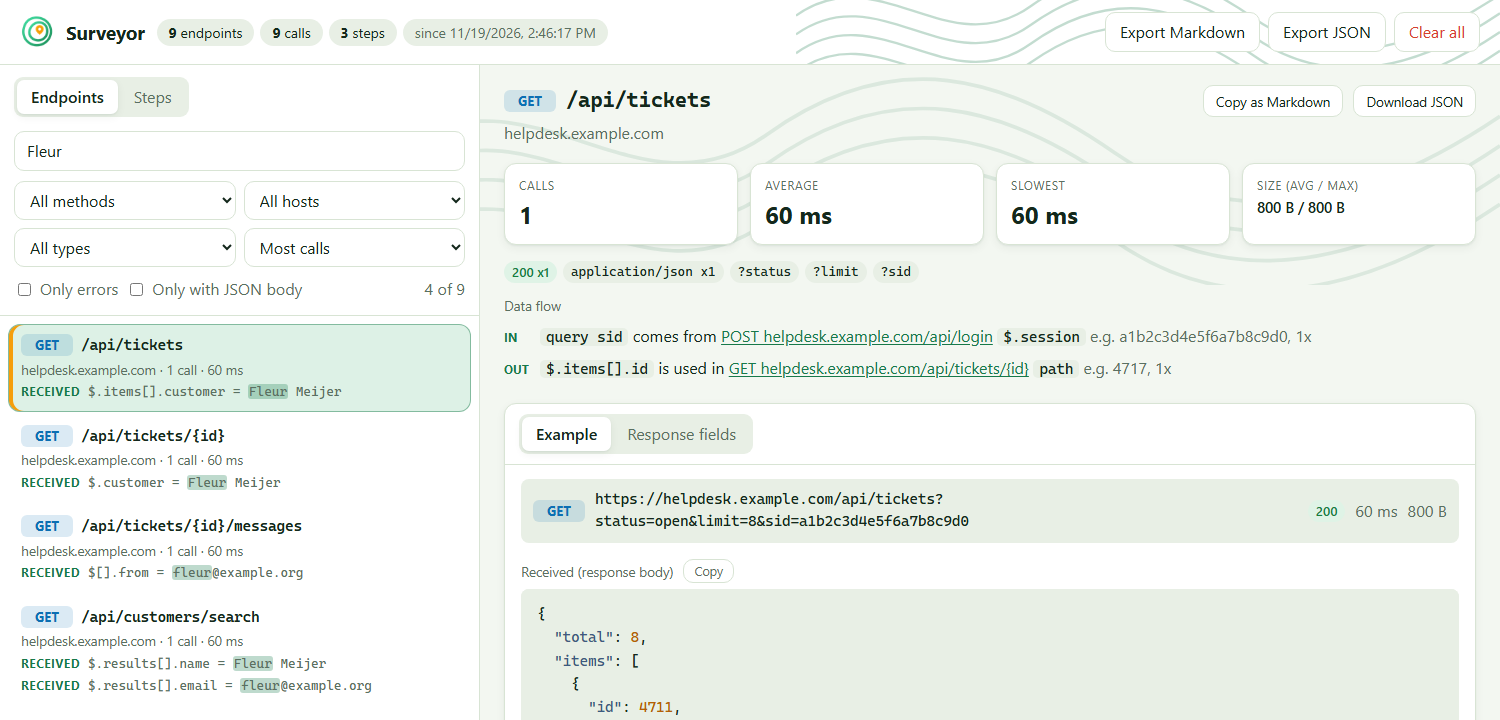 Surveyor
9 endpoints
9 calls
3 steps
since 11/19/2026, 2:46:17 PM
Export Markdown
Export JSON
Clear all
Endpoints
Steps
Fleur
All methods
All hosts
All types
Most calls
Only errors
Only with JSON body
4 of 9
GET /api/tickets
helpdesk.example.com · 1 call · 60 ms
RECEIVED $.items[].customer = Fleur Meijer
GET /api/tickets/{id}
helpdesk.example.com · 1 call · 60 ms
RECEIVED $.customer = Fleur Meijer
GET /api/tickets/{id}/messages
helpdesk.example.com · 1 call · 60 ms
RECEIVED $[].from = fleur@example.org
GET /api/customers/search
helpdesk.example.com · 1 call · 60 ms
RECEIVED $.results[].name = Fleur Meijer
RECEIVED $.results[].email = fleur@example.org
GET /api/tickets
Copy as Markdown
Download JSON
helpdesk.example.com
CALLS
1
AVERAGE
60 ms
SLOWEST
60 ms
SIZE (AVG / MAX)
800 B / 800 B
200 x1
application/json x1
?status
?limit
?sid
Data flow
IN query sid comes from POST helpdesk.example.com/api/login $.session e.g. a1b2c3d4e5f6a7b8c9d0, 1x
OUT $.items[].id is used in GET helpdesk.example.com/api/tickets/{id} path e.g. 4717, 1x
Example
Response fields
GET
https://helpdesk.example.com/api/tickets?
status=open&limit=8&sid=a1b2c3d4e5f6a7b8c9d0
200 60 ms 800 B
Received (response body)
Copy
{
"total": 8,
"items": [
{
"id": 4711,